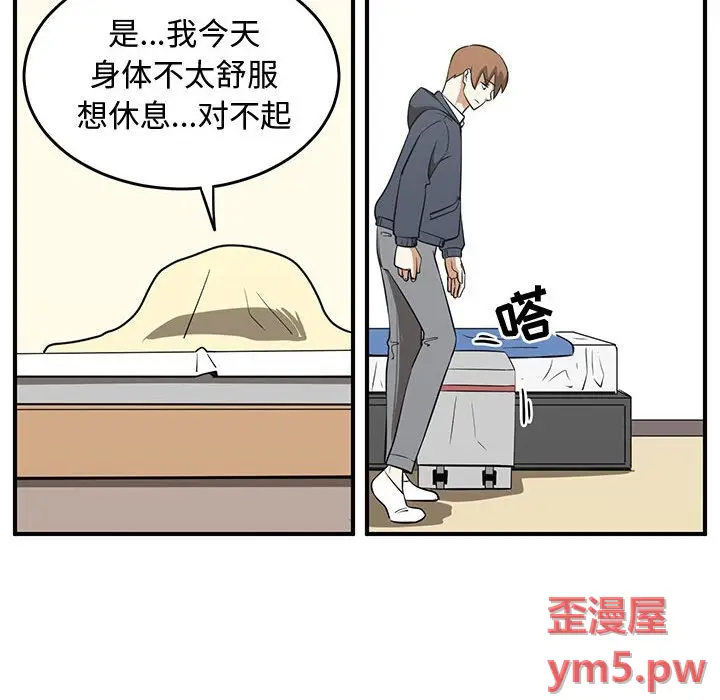 是...我今天
身体不太舒服
想休息...对不起
嗒
歪漫屋
ym5.pw